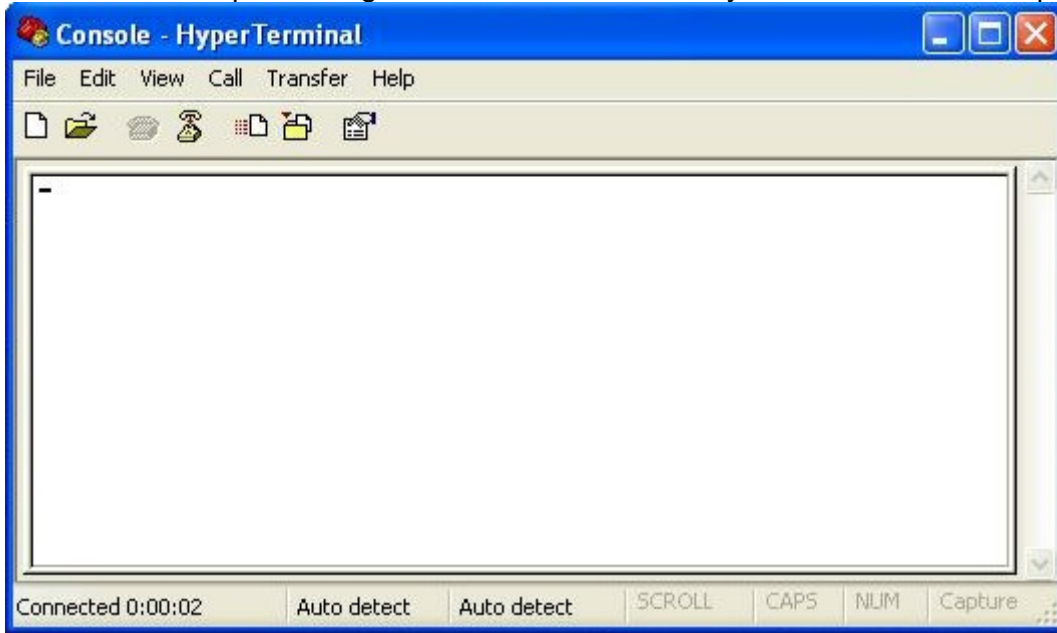 Console - HyperTerminal
File Edit View Call Transfer Help
Connected 0:00:02 Auto detect Auto detect SCROLL CAPS NUM Capture